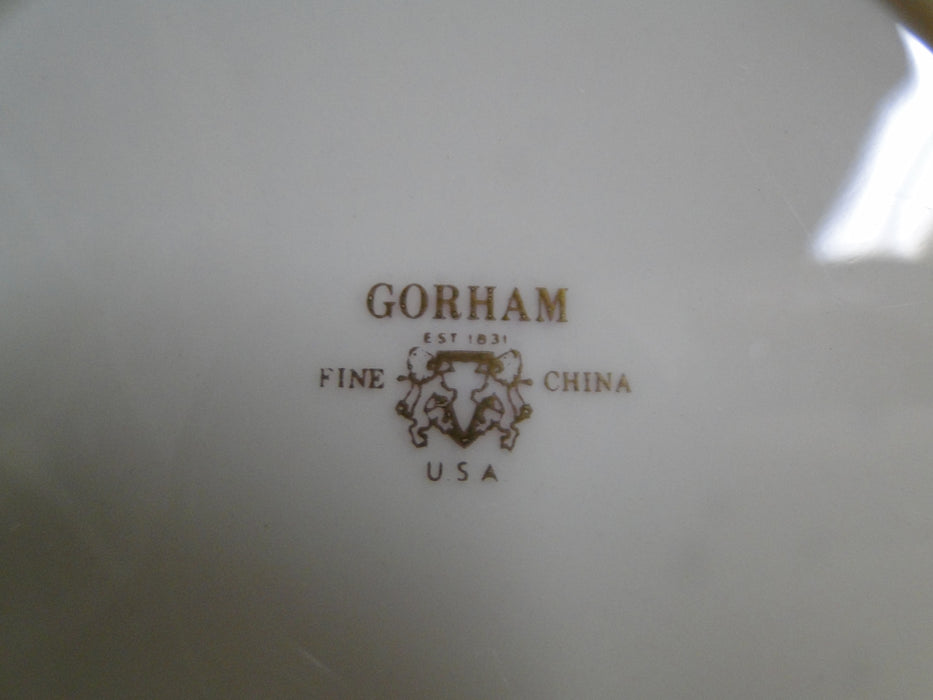 GORHAM
EST 1831
FINE CHINA
U.S.A.